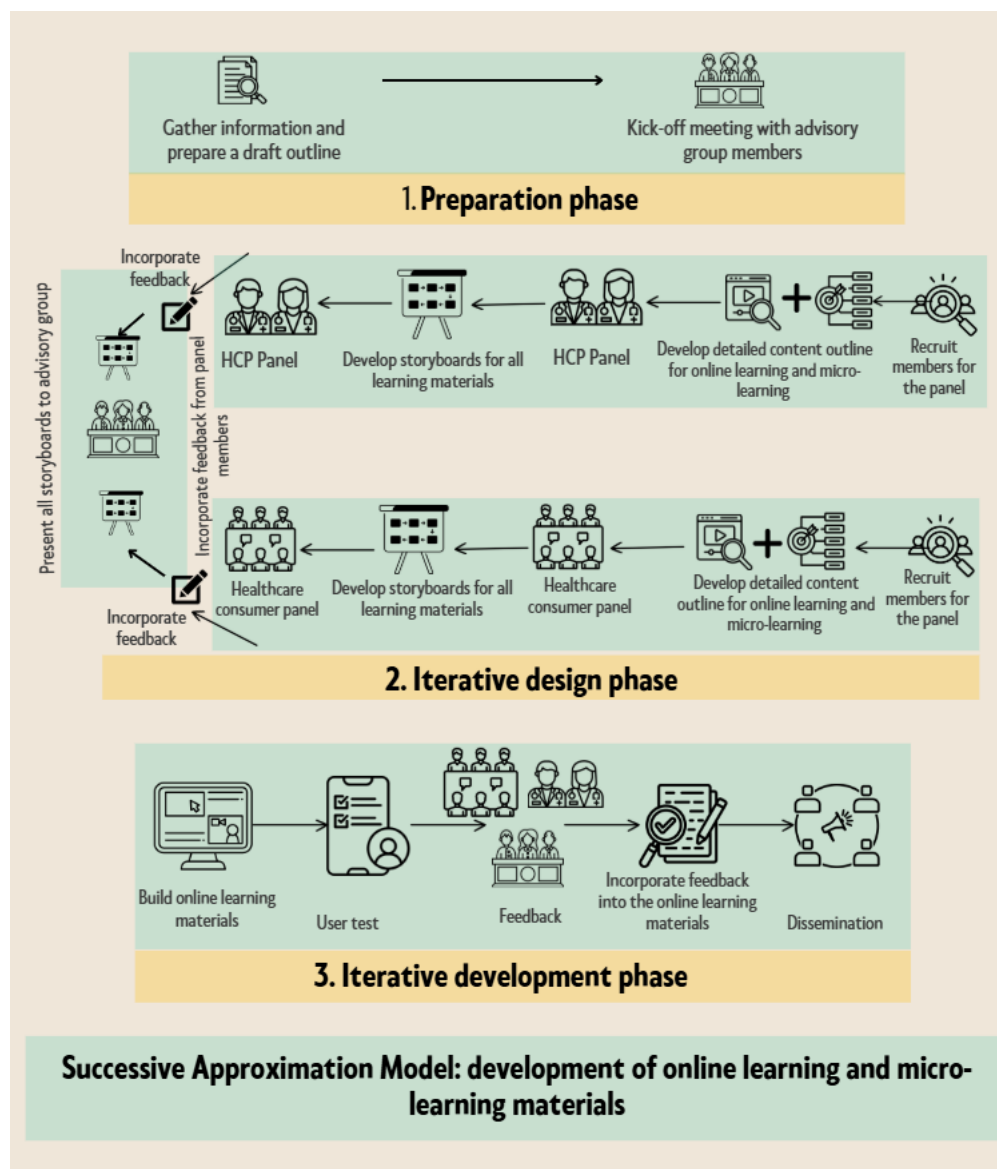 Gather information and
prepare a draft outline
Kick-off meeting with advisory
group members
1. Preparation phase
Incorporate
feedback
Present all storyboards to advisory group
Incorporate feedback from panel
members
HCP Panel
Develop storyboards for all
learning materials
HCP Panel
Develop detailed content outline
for online learning and micro-
learning
Recruit
members for
the panel
Incorporate
feedback
Healthcare
consumer panel
Develop storyboards for all
learning materials
Healthcare
consumer panel
Develop detailed content
outline for online learning and
micro-learning
Recruit
members for
the panel
2. Iterative design phase
Build online learning
materials
User test
Feedback
Incorporate feedback
into the online learning
materials
Dissemination
3. Iterative development phase
Successive Approximation Model: development of online learning and micro-
learning materials